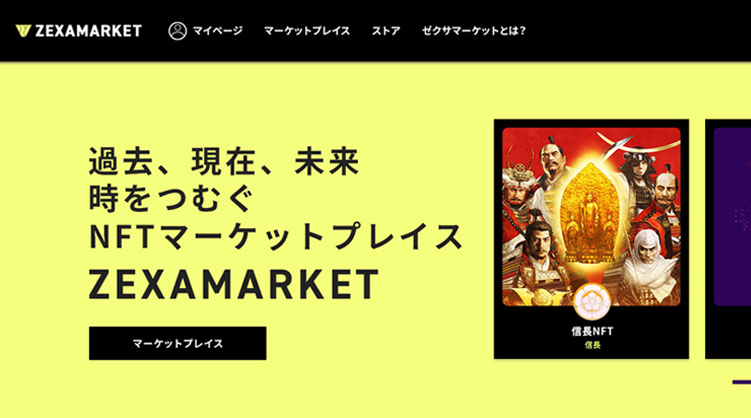 ZEXAMARKET
マイページ
マーケットプレイス
ストア
ゼクサマーケットとは？
過去、現在、未来
時をつむぐ
NFTマーケットプレイス
ZEXAMARKET
マーケットプレイス
信長NFT
信長